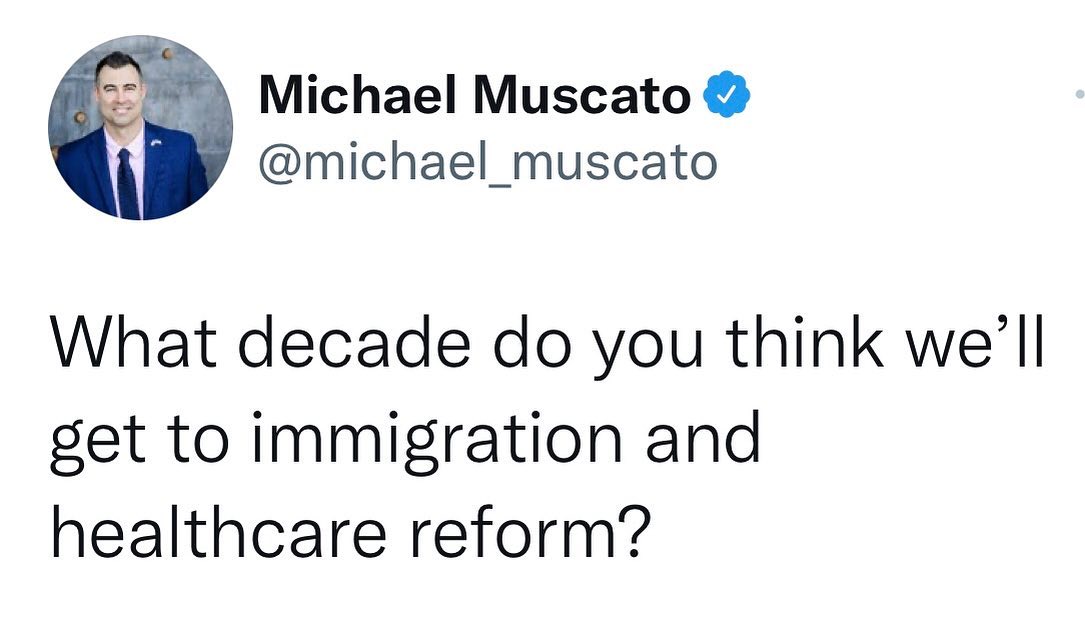 Michael Muscato
@michael_muscato
What decade do you think we’ll
get to immigration and
healthcare reform?